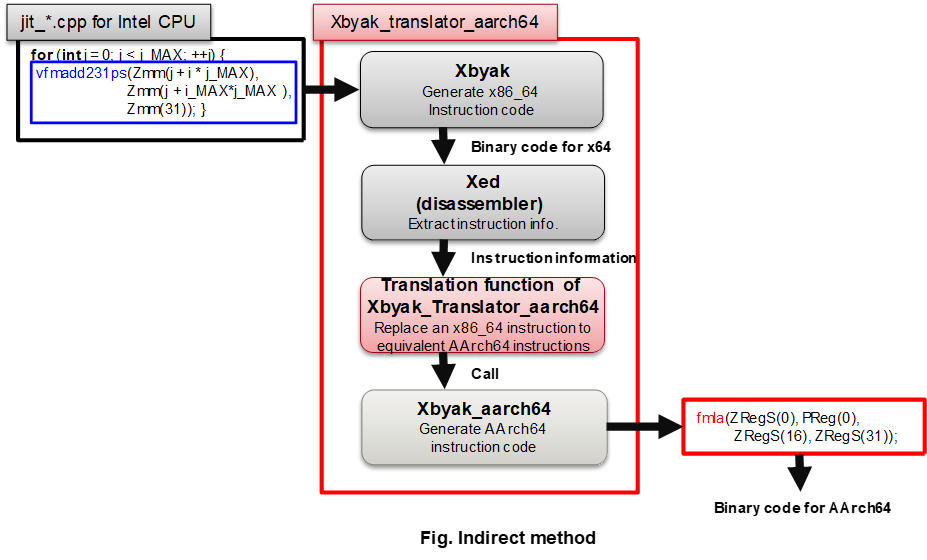 jit_*.cpp for Intel CPU
for (int j = 0; j < j_MAX; ++j) {
vfmadd231ps(Zmm(j + i * j_MAX),
Zmm(j + i_MAX*j_MAX ),
Zmm(31)); }
Xbyak_translator_aarch64
Xbyak
Generate x86_64
Instruction code
Binary code for x64
Xed
(disassembler)
Extract instruction info.
Instruction information
Translation function of
Xbyak_Translator_aarch64
Replace an x86_64 instruction to
equivalent AArch64 instructions
Call
Xbyak_aarch64
Generate AArch64
instruction code
fmla(ZRegS(0), PReg(0),
ZRegS(16), ZRegS(31));
Binary code for AArch64
Fig. Indirect method